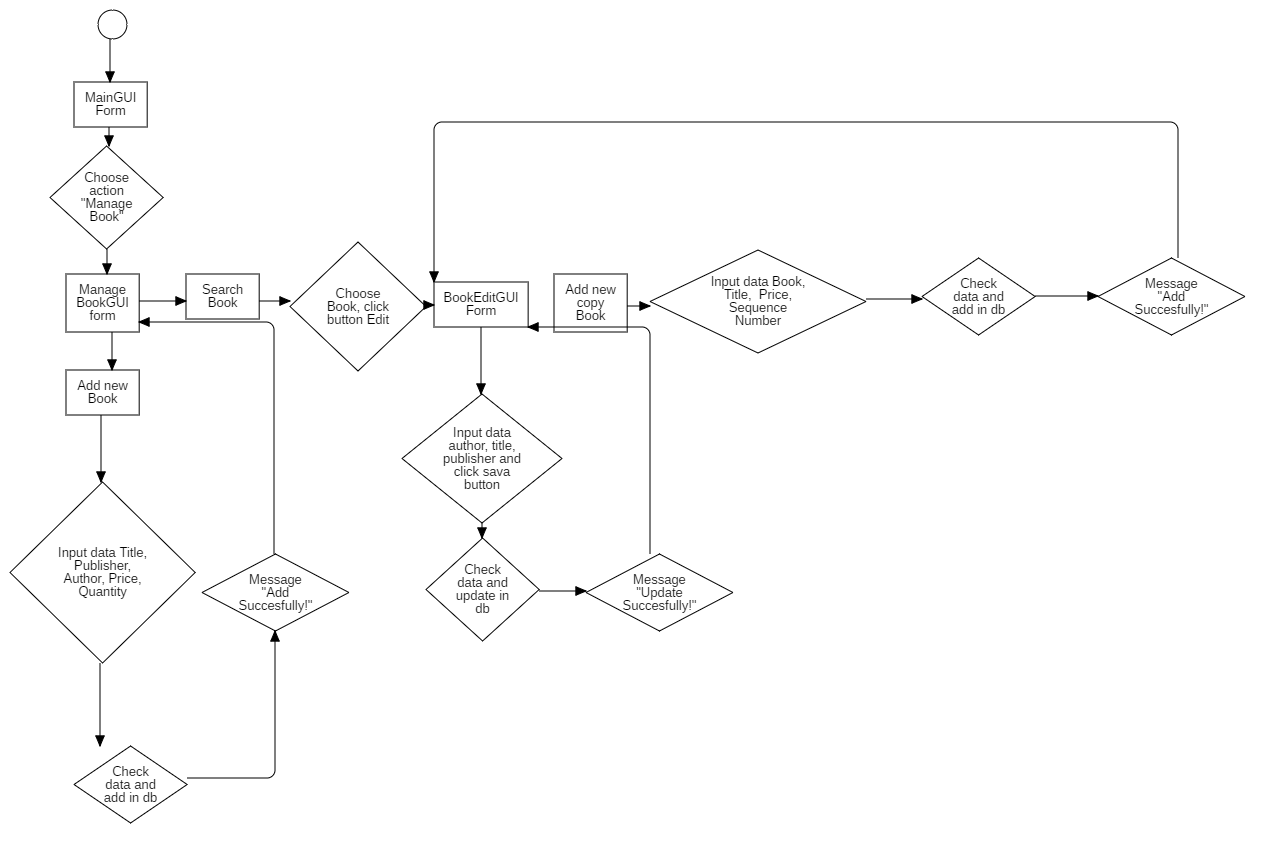 MainGUI
Form
Choose
action
"Manage
Book"
Manage
BookGUI
form
Search
Book
Choose
Book, click
button Edit
BookEditGUI
Form
Add new
copy
Book
Input data Book,
Title,  Price,
Sequence
Number
Check
data and
add in db
Message
"Add
Succesfully!"
Add new
Book
Input data
author, title,
publisher and
click sava
button
Input data Title,
Publisher,
Author, Price,
Quantity
Message
"Add
Succesfully!"
Check
data and
update in
db
Message
"Update
Succesfully!"
Check
data and
add in db